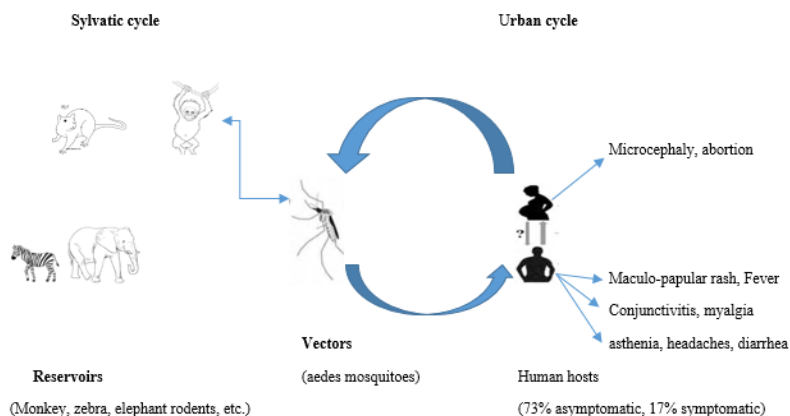 Sylvatic cycle
Urban cycle
Microcephaly, abortion
?
Maculo-papular rash, Fever
Conjunctivitis, myalgia
asthenia, headaches, diarrhea
Vectors
(aedes mosquitoes)
Reservoirs
(Monkey, zebra, elephant rodents, etc.)
Human hosts
(73% asymptomatic, 17% symptomatic)